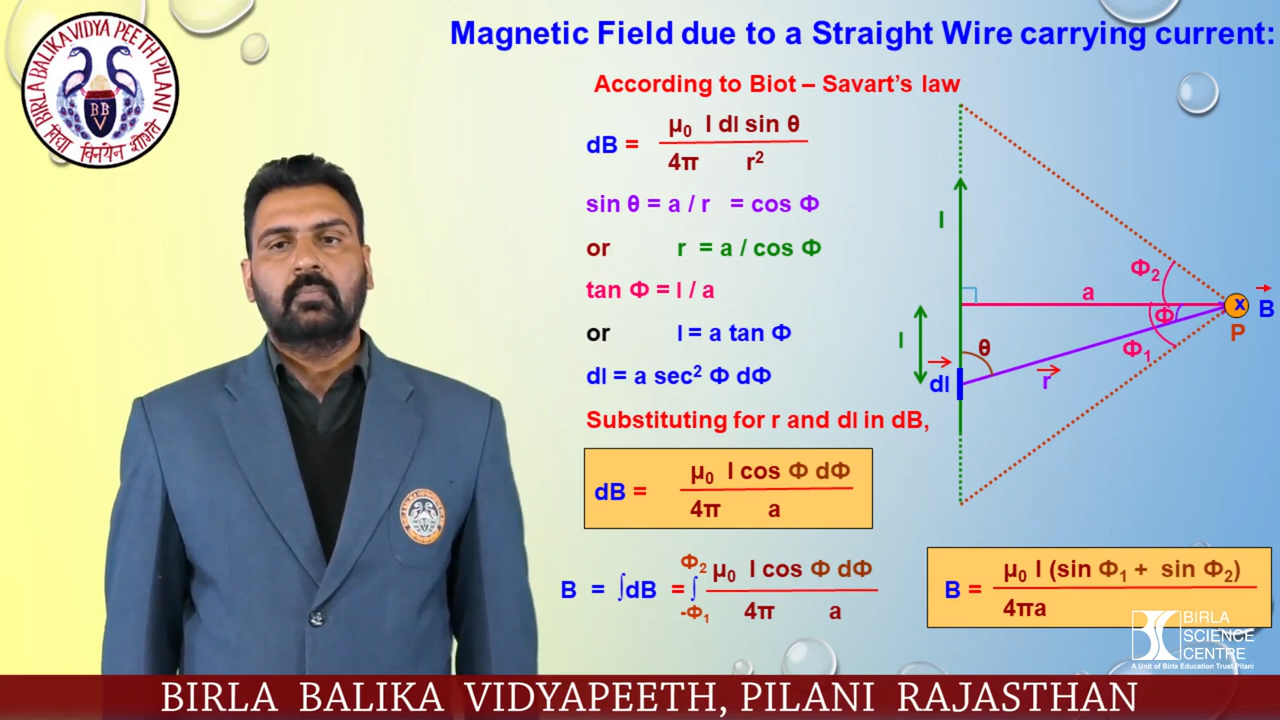 BIRLA BALIKA VIDYA PEETH PILANI
BBV
विद्या विनयेन शोभते
Magnetic Field due to a Straight Wire carrying current:
According to Biot – Savart’s law
dB = μ₀ I dl sin θ / 4π r²
sin θ = a / r = cos Φ
or r = a / cos Φ
tan Φ = l / a
or l = a tan Φ
dl = a sec² Φ dΦ
Substituting for r and dl in dB,
dB = μ₀ I cos Φ dΦ / 4π a
B = ∫dB = ∫ -Φ₁ Φ₂ μ₀ I cos Φ dΦ / 4π a
B = μ₀ I (sin Φ₁ + sin Φ₂) / 4πa
I
l
dl
θ
r
a
Φ₂
Φ
Φ₁
x
B
P
BIRLA
SCIENCE
CENTRE
A Unit of Birla Education Trust, Pilani
BIRLA BALIKA VIDYAPEETH, PILANI RAJASTHAN